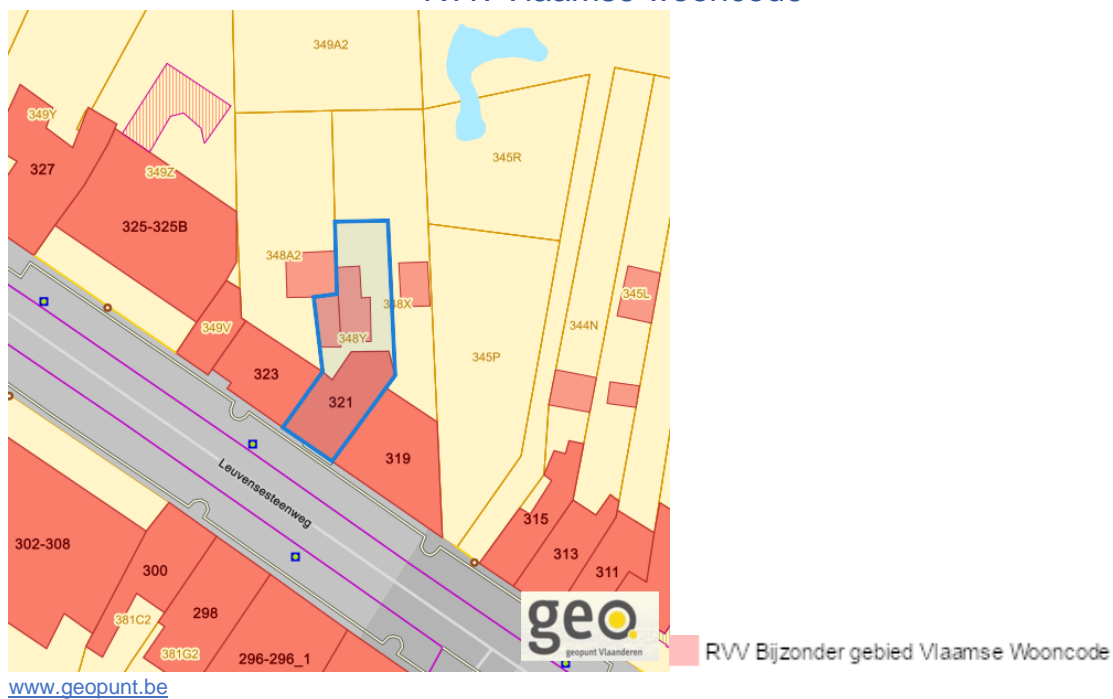 349A2
349Y
327
349Z
345R
325-325B
348A2
345L
348X
349V
344N
348Y
345P
323
321
319
Leuvensesteenweg
315
302-308
313
311
300
298
381C2
381G2
296-296_1
geo.
geopunt Vlaanderen
RVV Bijzonder gebied Vlaamse Wooncode
www.geopunt.be